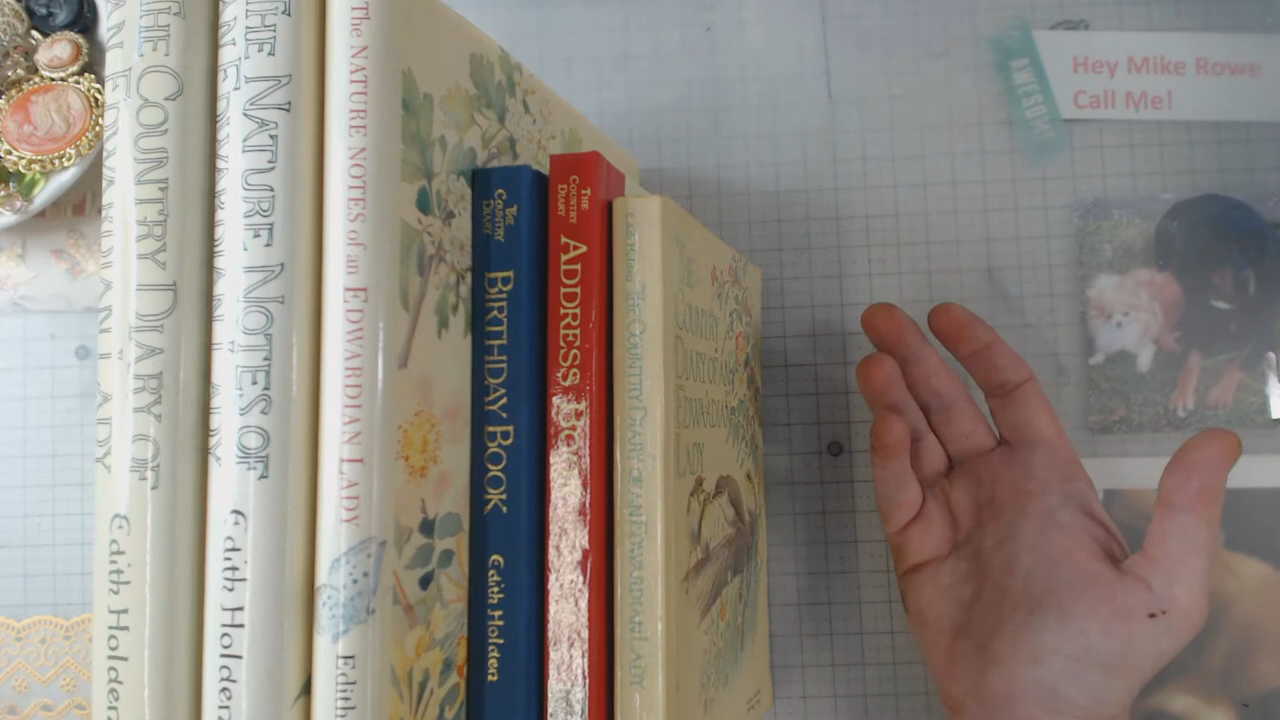 THE COUNTRY DIARY OF
AN EDWARDIAN LADY
Edith Holden
THE NATURE NOTES OF
AN EDWARDIAN LADY
Edith Holden
The NATURE NOTES of an EDWARDIAN LADY
Edith
The
COUNTRY
DIARY
BIRTHDAY BOOK
Edith Holden
THE
COUNTRY
DIARY
ADDRESS BOOK
THE COUNTRY DIARY OF AN EDWARDIAN LADY
THE
COUNTRY
DIARY OF AN
EDWARDIAN
LADY
AWESOME
Hey Mike Rowe
Call Me!